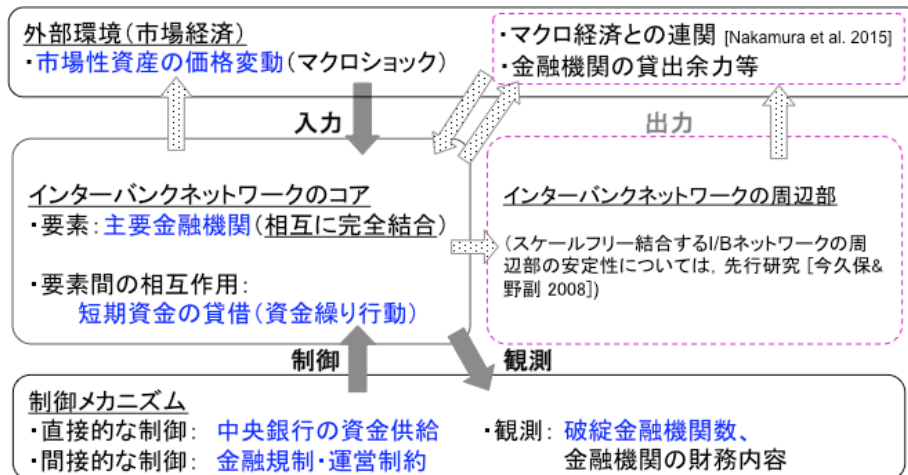 外部環境(市場経済)
・市場性資産の価格変動(マクロショック)
・マクロ経済との連関 [Nakamura et al. 2015]
・金融機関の貸出余力等
入力
出力
インターバンクネットワークのコア
・要素: 主要金融機関(相互に完全結合)
・要素間の相互作用:
短期資金の貸借(資金繰り行動)
インターバンクネットワークの周辺部
(スケールフリー結合するI/Bネットワークの周
辺部の安定性については, 先行研究 [今久保&
野副 2008])
制御
観測
制御メカニズム
・直接的な制御: 中央銀行の資金供給
・間接的な制御: 金融規制・運営制約
・観測: 破綻金融機関数、
金融機関の財務内容